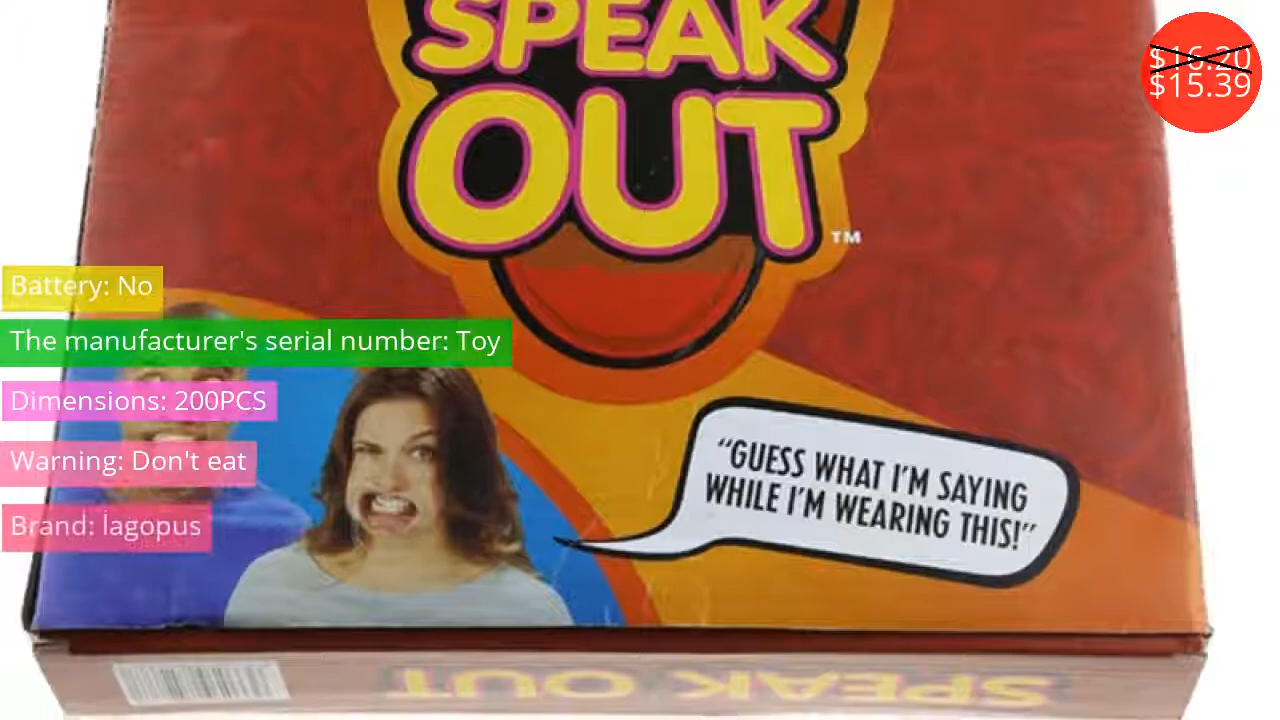 SPEAK
OUT
TM
$16.20
$15.39
Battery: No
The manufacturer's serial number: Toy
Dimensions: 200PCS
Warning: Don't eat
Brand: lagopus
“GUESS WHAT I'M SAYING
WHILE I'M WEARING THIS!”
SPEAK OUT